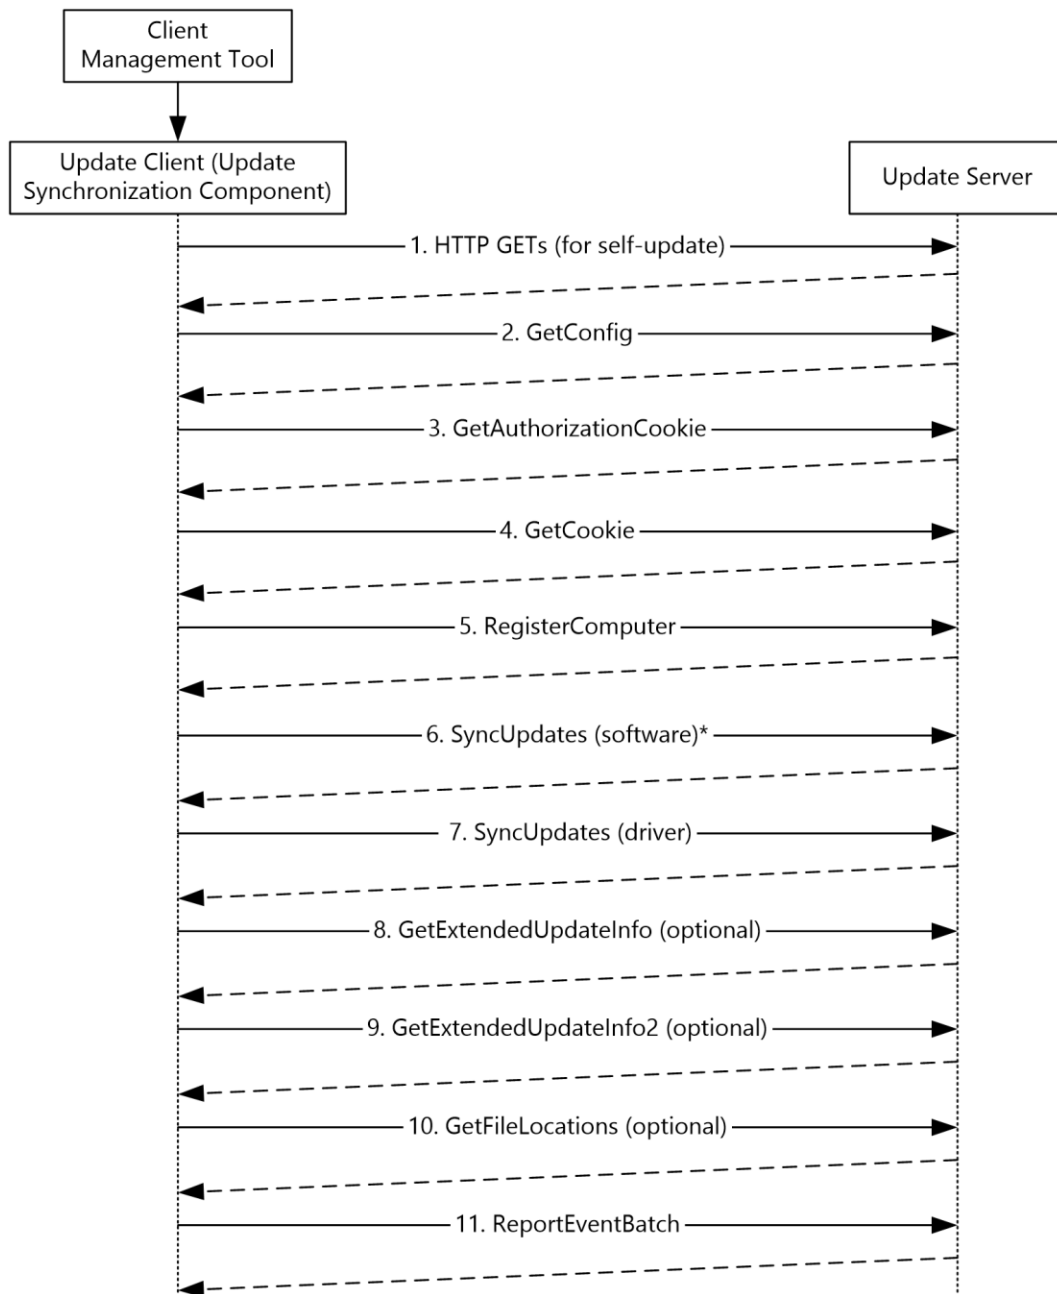 Client
Management Tool
Update Client (Update
Synchronization Component)
Update Server
1. HTTP GETs (for self-update)
2. GetConfig
3. GetAuthorizationCookie
4. GetCookie
5. RegisterComputer
6. SyncUpdates (software)*
7. SyncUpdates (driver)
8. GetExtendedUpdateInfo (optional)
9. GetExtendedUpdateInfo2 (optional)
10. GetFileLocations (optional)
11. ReportEventBatch